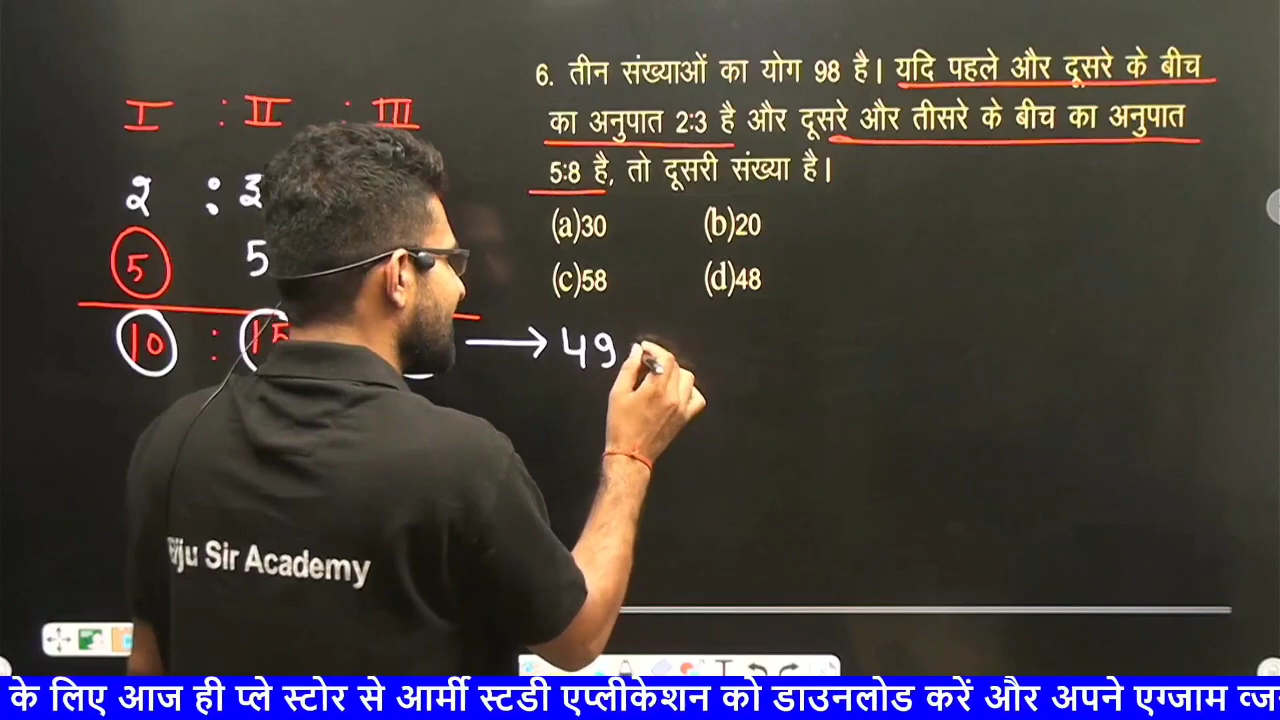 6. तीन संख्याओं का योग 98 है। यदि पहले और दूसरे के बीच
का अनुपात 2:3 है और दूसरे और तीसरे के बीच का अनुपात
5:8 है, तो दूसरी संख्या है।
(a)30 (b)20
(c)58 (d)48
I : II : III
2 : 3
5 5
10 : 15 → 49
Sir Academy
के लिए आज ही प्ले स्टोर से आर्मी स्टडी एप्लीकेशन को डाउनलोड करें और अपने एग्जाम